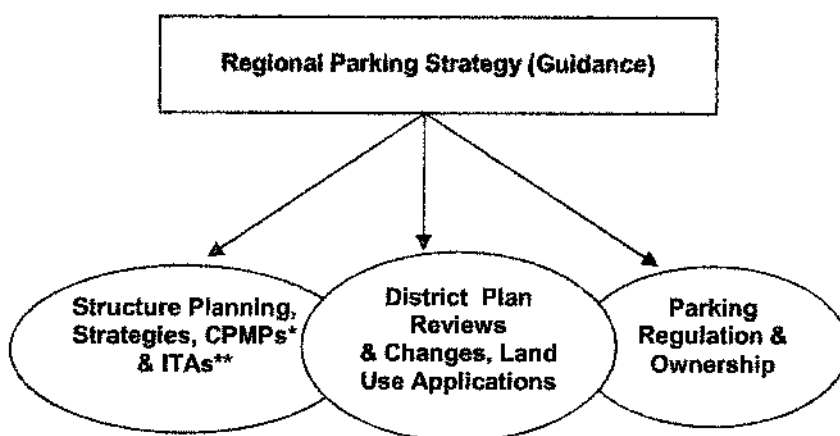 Regional Parking Strategy (Guidance)
Structure Planning,
Strategies, CPMPs*
& ITAs**
District Plan
Reviews
& Changes, Land
Use Applications
Parking
Regulation &
Ownership